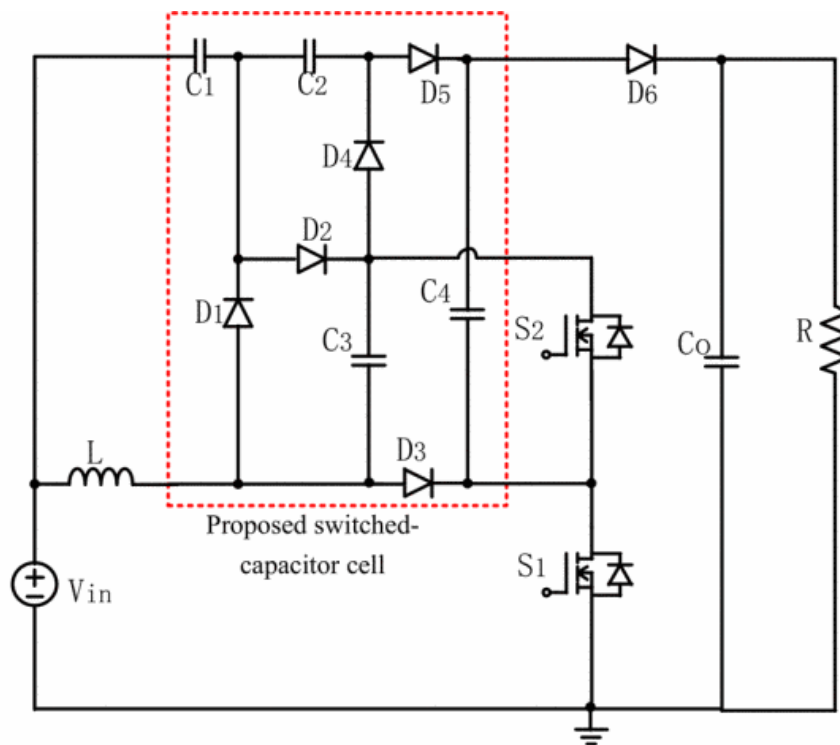 C1
C2
D5
D6
D4
D2
D1
C3
C4
S2
Co
R
L
D3
Proposed switched-
capacitor cell
S1
Vin